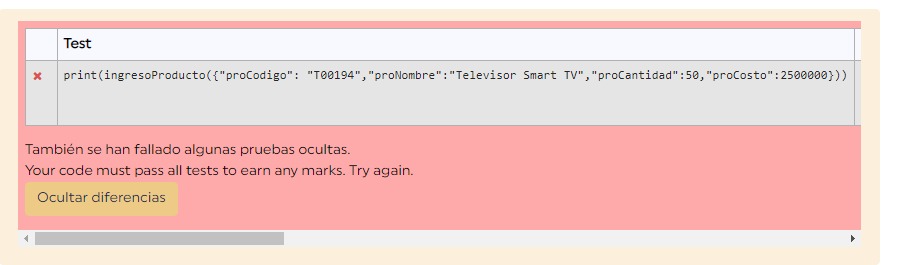 Test
✖ print(ingresoProducto({"proCodigo": "T00194","proNombre":"Televisor Smart TV","proCantidad":50,"proCosto":2500000}))
También se han fallado algunas pruebas ocultas.
Your code must pass all tests to earn any marks. Try again.
Ocultar diferencias